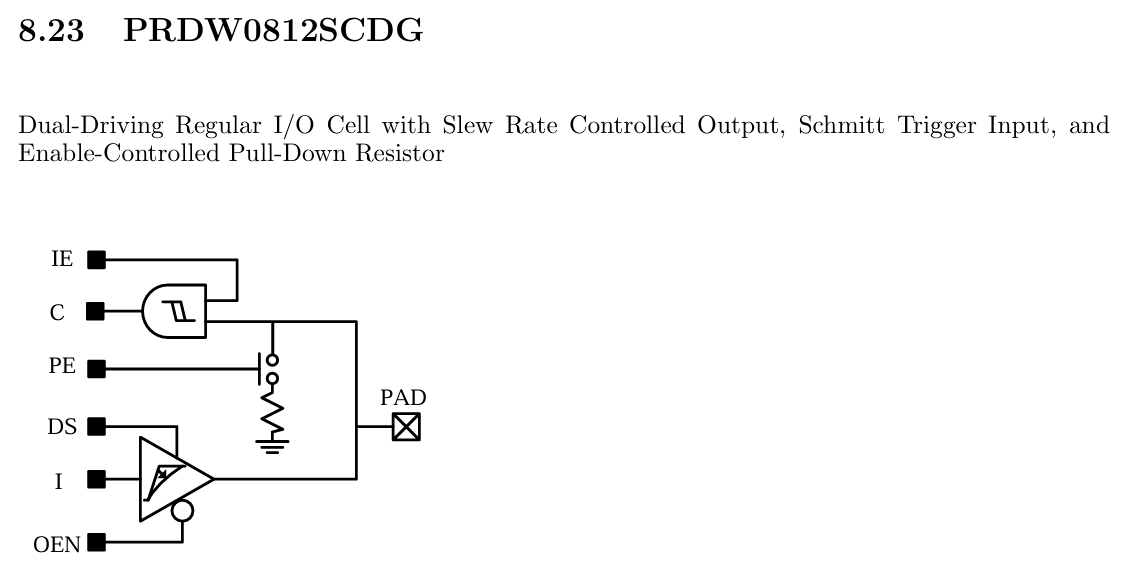 8.23 PRDW0812SCDG
Dual-Driving Regular I/O Cell with Slew Rate Controlled Output, Schmitt Trigger Input, and
Enable-Controlled Pull-Down Resistor
IE
C
PE
PAD
DS
I
OEN